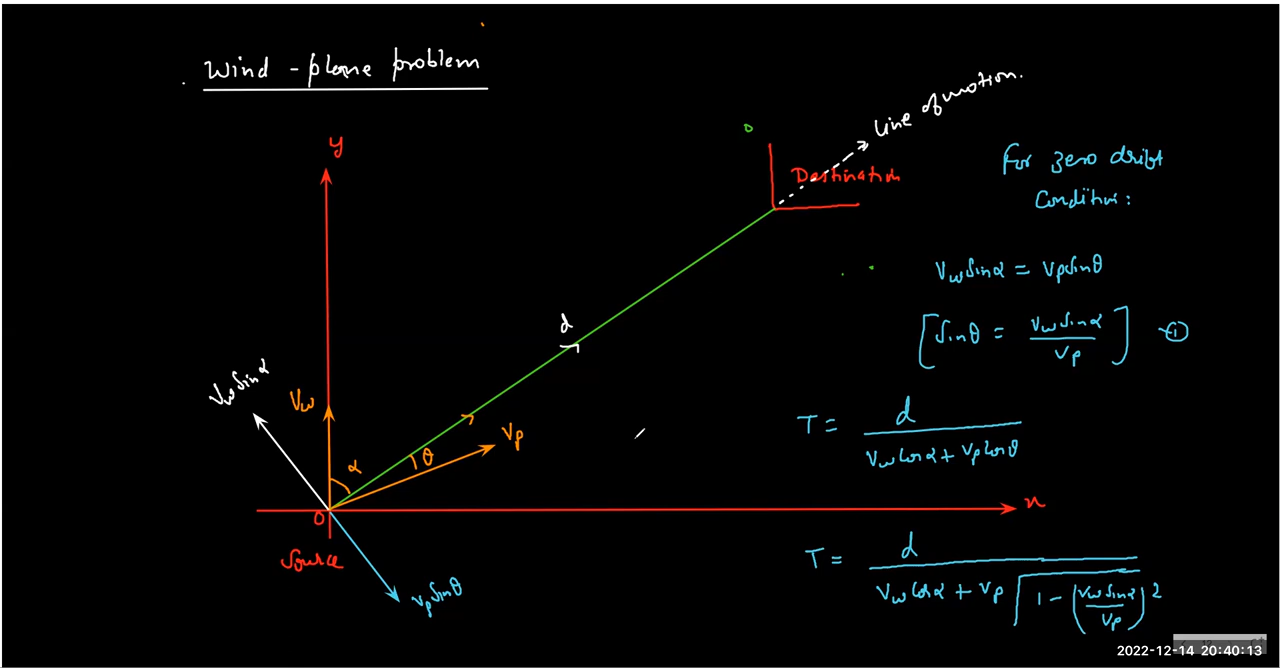 Wind - plane problem
y
Line of motion.
Destination
For zero drift
Condition:
Vw Sinα = Vp Sinθ
[Sinθ = Vw Sinα / Vp] -①
d
Vw Sinα
Vw
α
θ
Vp
T = d / (Vw Cosα + Vp Cosθ)
O
x
Source
Vp Sinθ
T = d / (Vw Cosα + Vp √(1 - (Vw Sinα / Vp)²))
2022-12-14 20:40:13